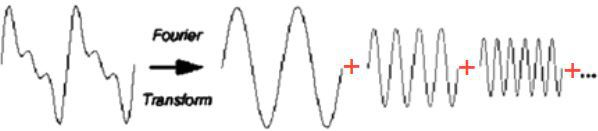 Fourier
Transform
+ + + ...